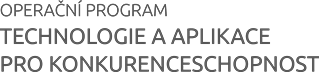 OPERAČNÍ PROGRAM
TECHNOLOGIE A APLIKACE
PRO KONKURENCESCHOPNOST